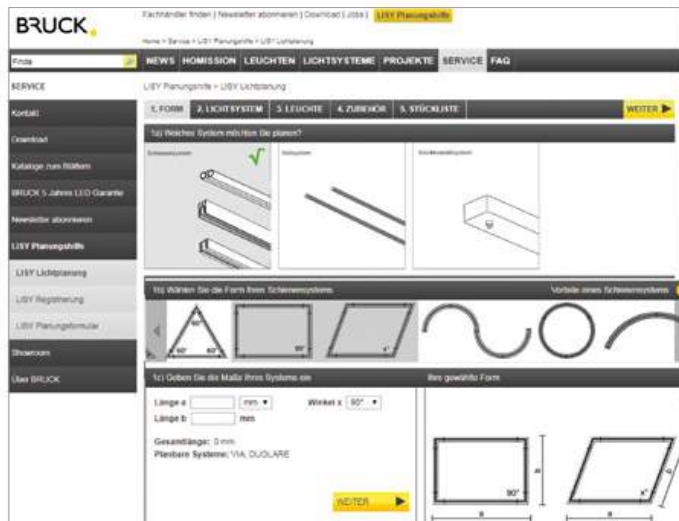 BRUCK
Fachhändler finden | Newsletter abonnieren | Download | Jobs | LISY Planungshilfe
Home > Service > LISY Planungshilfe > LISY Lichtplanung
Finde
NEWS HOMISSION LEUCHTEN LICHTSYSTEME PROJEKTE SERVICE FAQ
SERVICE
Kontakt
Download
Kataloge zum Blättern
BRUCK 5 Jahres LED Garantie
Newsletter abonnieren
LISY Planungshilfe
LISY Lichtplanung
LISY Registrierung
LISY Planungsformular
Showroom
Über BRUCK
LISY Planungshilfe > LISY Lichtplanung
1. FORM 2. LICHTSYSTEM 3. LEUCHTE 4. ZUBEHÖR 5. STÜCKLISTE WEITER
1a) Welches System möchten Sie planen?
Schienensystem
Seilsystem
1b) Wählen Sie die Form Ihres Schienensystems Vorteile eines Schienensystems
60°
60° 60°
90°
x°
1c) Geben Sie die Maße Ihres Systems ein
Länge a mm Winkel x 90°
Länge b mm
Gesamtlänge: 0 mm
Planbare Systeme: VIA, DUOLARE
WEITER
Ihre gewählte Form
90°
b
a
x°
b
a